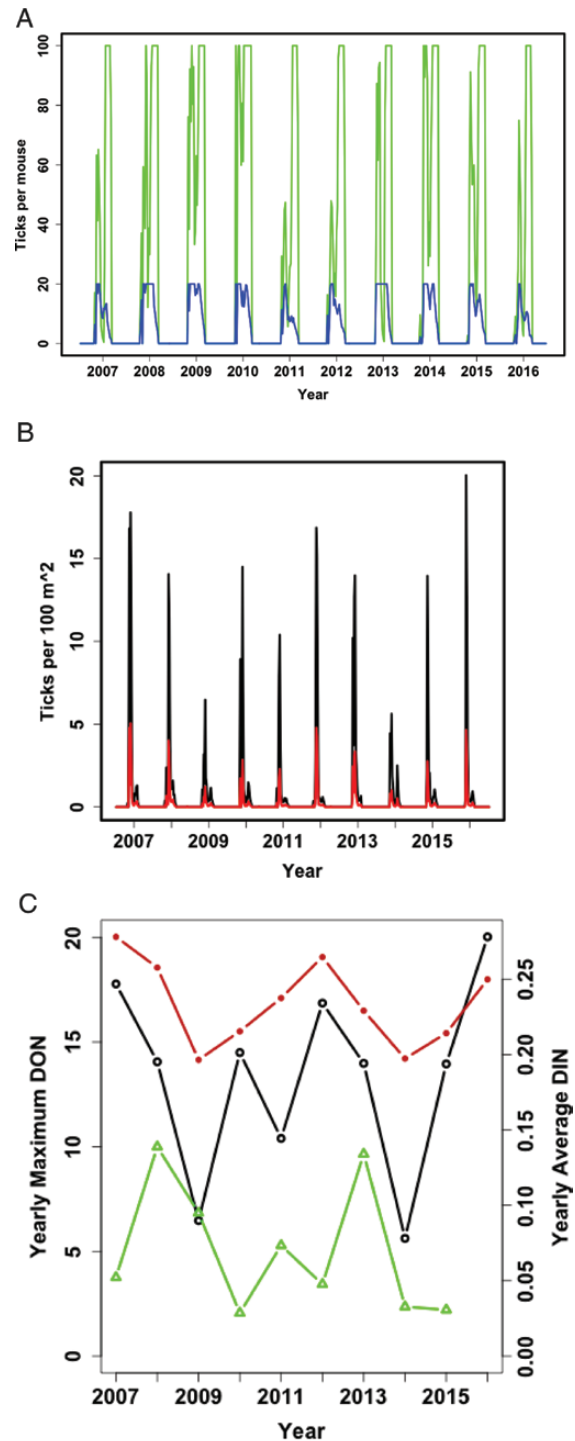 A
Ticks per mouse
100
80
60
40
20
0
2007 2008 2009 2010 2011 2012 2013 2014 2015 2016
Year
B
Ticks per 100 m^2
20
15
10
5
0
2007 2009 2011 2013 2015
Year
C
Yearly Maximum DON
20
15
10
5
0
Yearly Average DIN
0.25
0.20
0.15
0.10
0.05
0.00
2007 2009 2011 2013 2015
Year